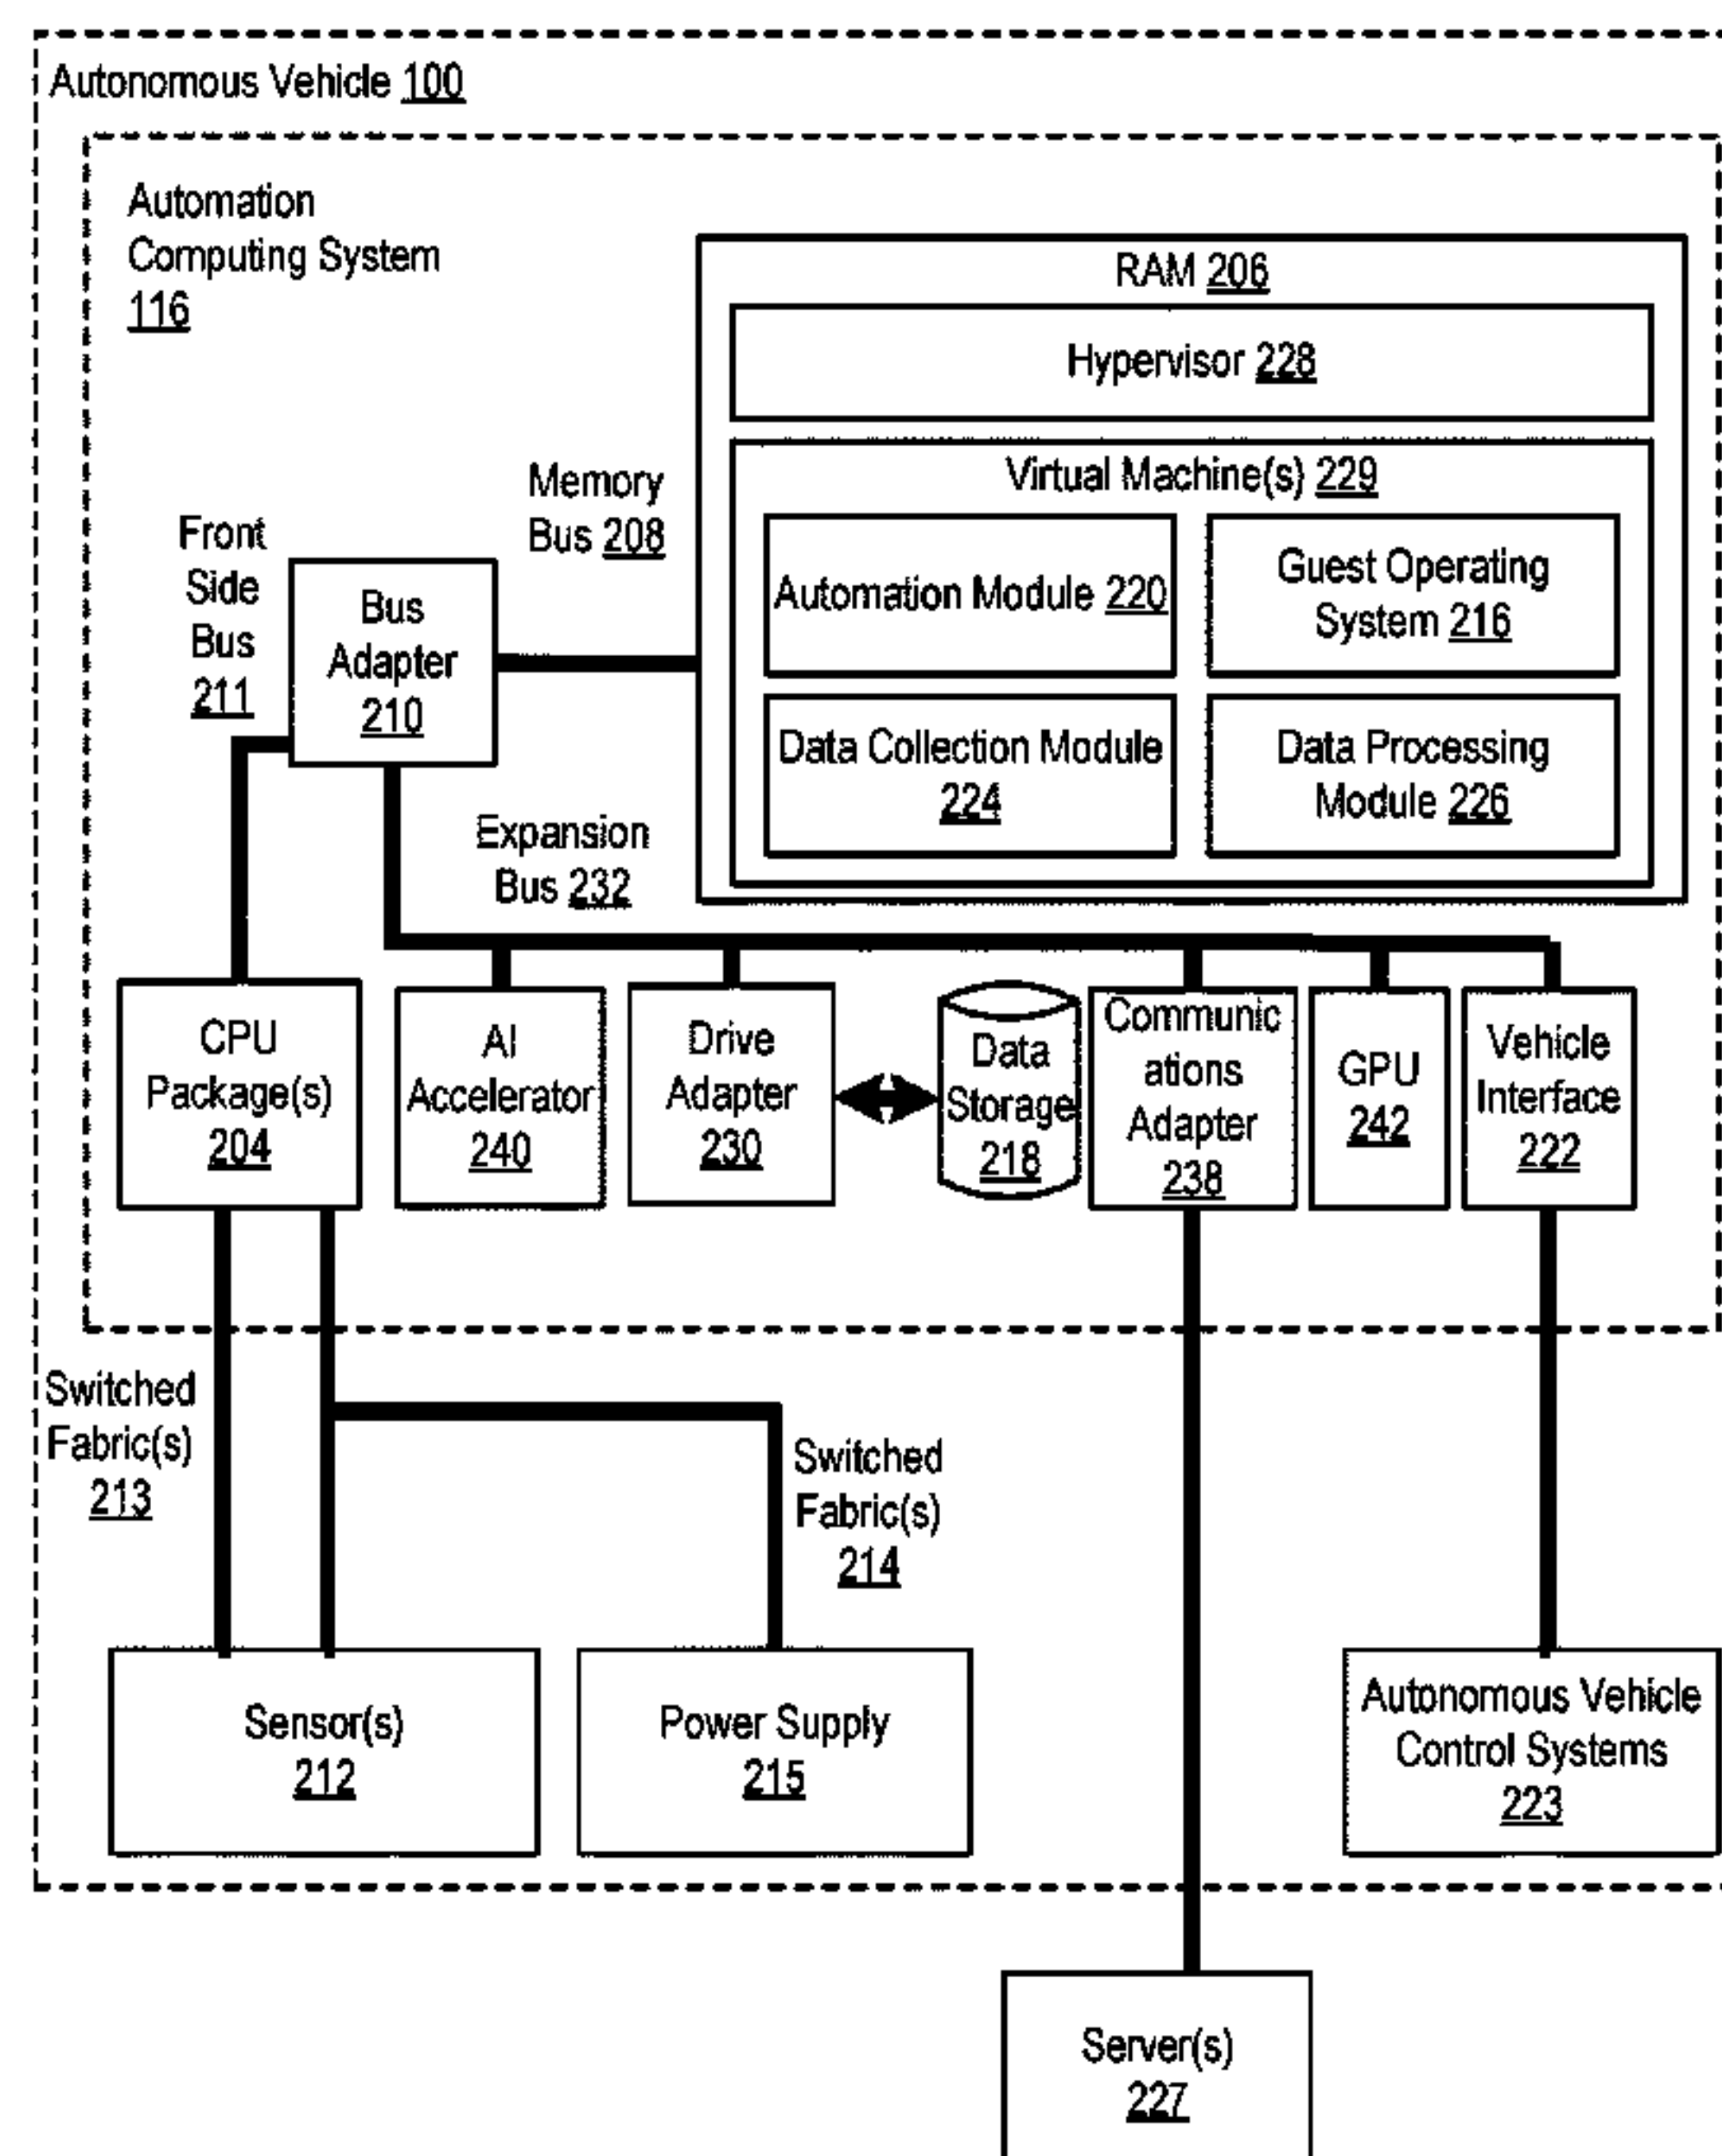 Autonomous Vehicle 100
Automation
Computing System
116
RAM 206
Hypervisor 228
Virtual Machine(s) 229
Automation Module 220
Guest Operating
System 216
Data Collection Module
224
Data Processing
Module 226
Memory
Bus 208
Front
Side
Bus
211
Bus
Adapter
210
Expansion
Bus 232
CPU
Package(s)
204
AI
Accelerator
240
Drive
Adapter
230
Data
Storage
218
Communic
ations
Adapter
238
GPU
242
Vehicle
Interface
222
Switched
Fabric(s)
213
Switched
Fabric(s)
214
Sensor(s)
212
Power Supply
215
Autonomous Vehicle
Control Systems
223
Server(s)
227